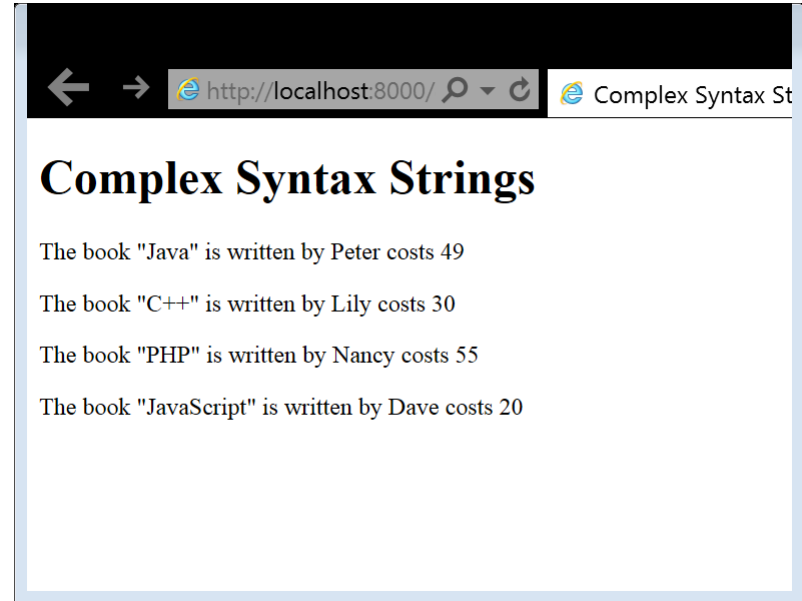 http://localhost:8000/
Complex Syntax St
Complex Syntax Strings
The book "Java" is written by Peter costs 49
The book "C++" is written by Lily costs 30
The book "PHP" is written by Nancy costs 55
The book "JavaScript" is written by Dave costs 20